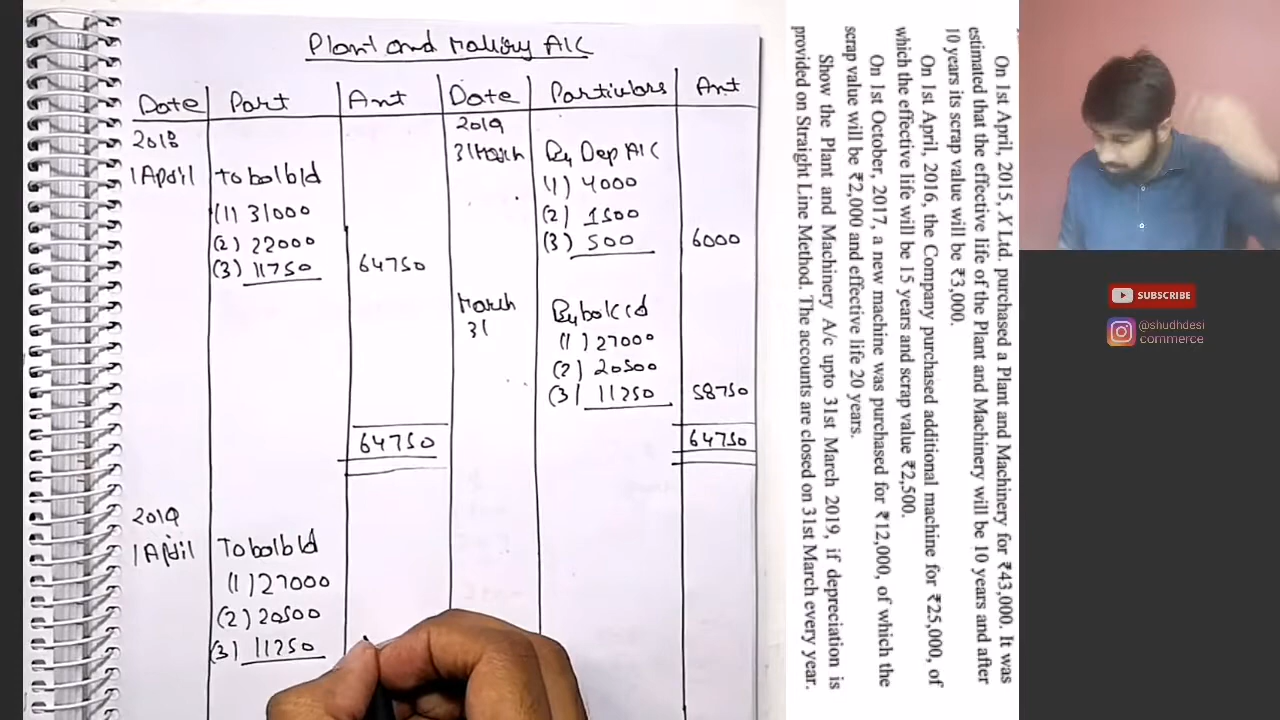 Plant and Mahinery A/C
Date Part Amt Date Particulars Amt
2018
1 April To bal b/d
(1) 31000
(2) 22000
(3) 11750 64750
2019
31 March By Dep A/C
(1) 4000
(2) 1500
(3) 500 6000
March
31
By bal c/d
(1) 27000
(2) 20500
(3) 11250 58750
64750 64750
2019
1 April To bal b/d
(1) 27000
(2) 20500
(3) 11250
On 1st April, 2015, X Ltd. purchased a Plant and Machinery for ₹43,000. It was
estimated that the effective life of the Plant and Machinery will be 10 years and after
10 years its scrap value will be ₹3,000.
On 1st April, 2016, the Company purchased additional machine for ₹25,000, of
which the effective life will be 15 years and scrap value ₹2,500.
On 1st October, 2017, a new machine was purchased for ₹12,000, of which the
scrap value will be ₹2,000 and effective life 20 years.
Show the Plant and Machinery A/c upto 31st March 2019, if depreciation is
provided on Straight Line Method. The accounts are closed on 31st March every year.
SUBSCRIBE
@shudhdesi
commerce